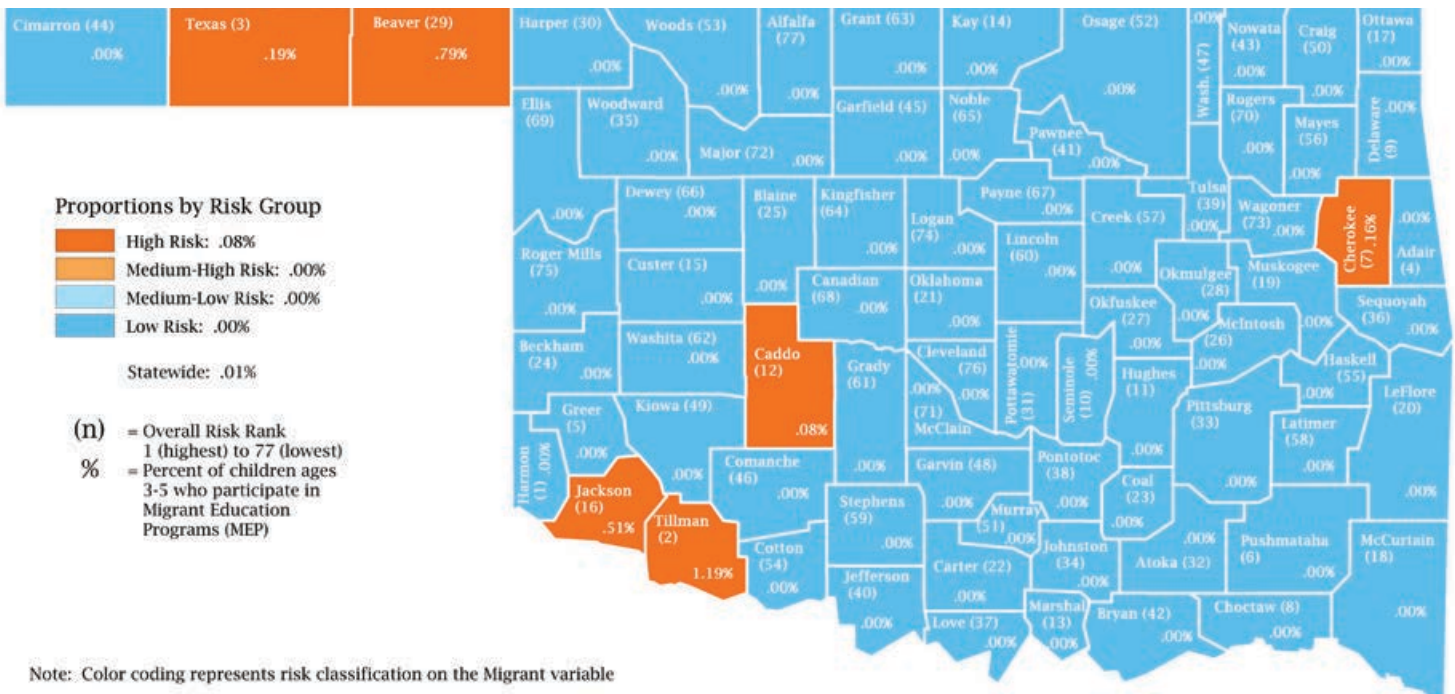 Cimarron (44)
.00%
Texas (3)
.19%
Beaver (29)
.79%
Harper (30)
.00%
Woods (53)
.00%
Alfalfa
(77)
.00%
Grant (63)
.00%
Kay (14)
.00%
Osage (52)
.00%
.00%
Wash. (47)
Nowata
(43)
.00%
Craig
(50)
.00%
Ottawa
(17)
.00%
Ellis
(69)
.00%
Woodward
(35)
.00%
Major (72)
.00%
Garfield (45)
.00%
Noble
(65)
.00%
Pawnee
(41)
.00%
Rogers
(70)
.00%
Mayes
(56)
.00%
Delaware
(9)
.00%
Proportions by Risk Group
High Risk: .08%
Medium-High Risk: .00%
Medium-Low Risk: .00%
Low Risk: .00%
Statewide: .01%
(n)
= Overall Risk Rank
1 (highest) to 77 (lowest)
%
= Percent of children ages
3-5 who participate in
Migrant Education
Programs (MEP)
Dewey (66)
.00%
Blaine
(25)
.00%
Kingfisher
(64)
.00%
Logan
(74)
.00%
Payne (67)
.00%
Creek (57)
.00%
Tulsa
(39)
.00%
Wagoner
(73)
.00%
Cherokee
(7) .16%
.00%
Adair
(4)
Roger Mills
(75)
.00%
Custer (15)
.00%
Canadian
(68)
.00%
Oklahoma
(21)
.00%
Lincoln
(60)
.00%
Okmulgee
(28)
.00%
Muskogee
(19)
.00%
Sequoyah
(36)
.00%
Okfuskee
(27)
.00%
McIntosh
(26)
.00%
Beckham
(24)
.00%
Washita (62)
.00%
Caddo
(12)
.08%
Grady
(61)
.00%
Cleveland
(76)
.00%
.00%
(71)
McClain
Pottawatomie
(31)
.00%
Seminole
(10)
.00%
Hughes
(11)
.00%
Pittsburg
(33)
.00%
Haskell
(55)
.00%
LeFlore
(20)
.00%
Latimer
(58)
.00%
Harmon
(1) .00%
Greer
(5)
.00%
Kiowa (49)
.00%
Jackson
(16)
.51%
Tillman
(2)
1.19%
Comanche
(46)
.00%
Cotton
(54)
.00%
Stephens
(59)
.00%
Jefferson
(40)
.00%
Garvin (48)
.00%
Murray
(51)
.00%
Pontotoc
(38)
.00%
Coal
(23)
.00%
Johnston
(34)
.00%
.00%
Atoka (32)
Pushmataha
(6)
.00%
McCurtain
(18)
.00%
Carter (22)
.00%
Love (37)
.00%
Marshal
(13)
.00%
Bryan (42)
.00%
Choctaw (8)
.00%
Note: Color coding represents risk classification on the Migrant variable